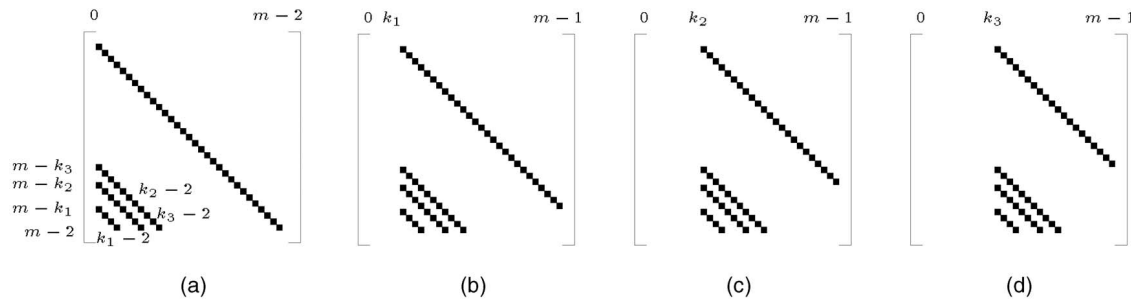 0 m − 2 0 k₁ m − 1 0 k₂ m − 1 0 k₃ m − 1
m − k₃
m − k₂ k₂ − 2
m − k₁ k₃ − 2
m − 2 k₁ − 2
(a) (b) (c) (d)